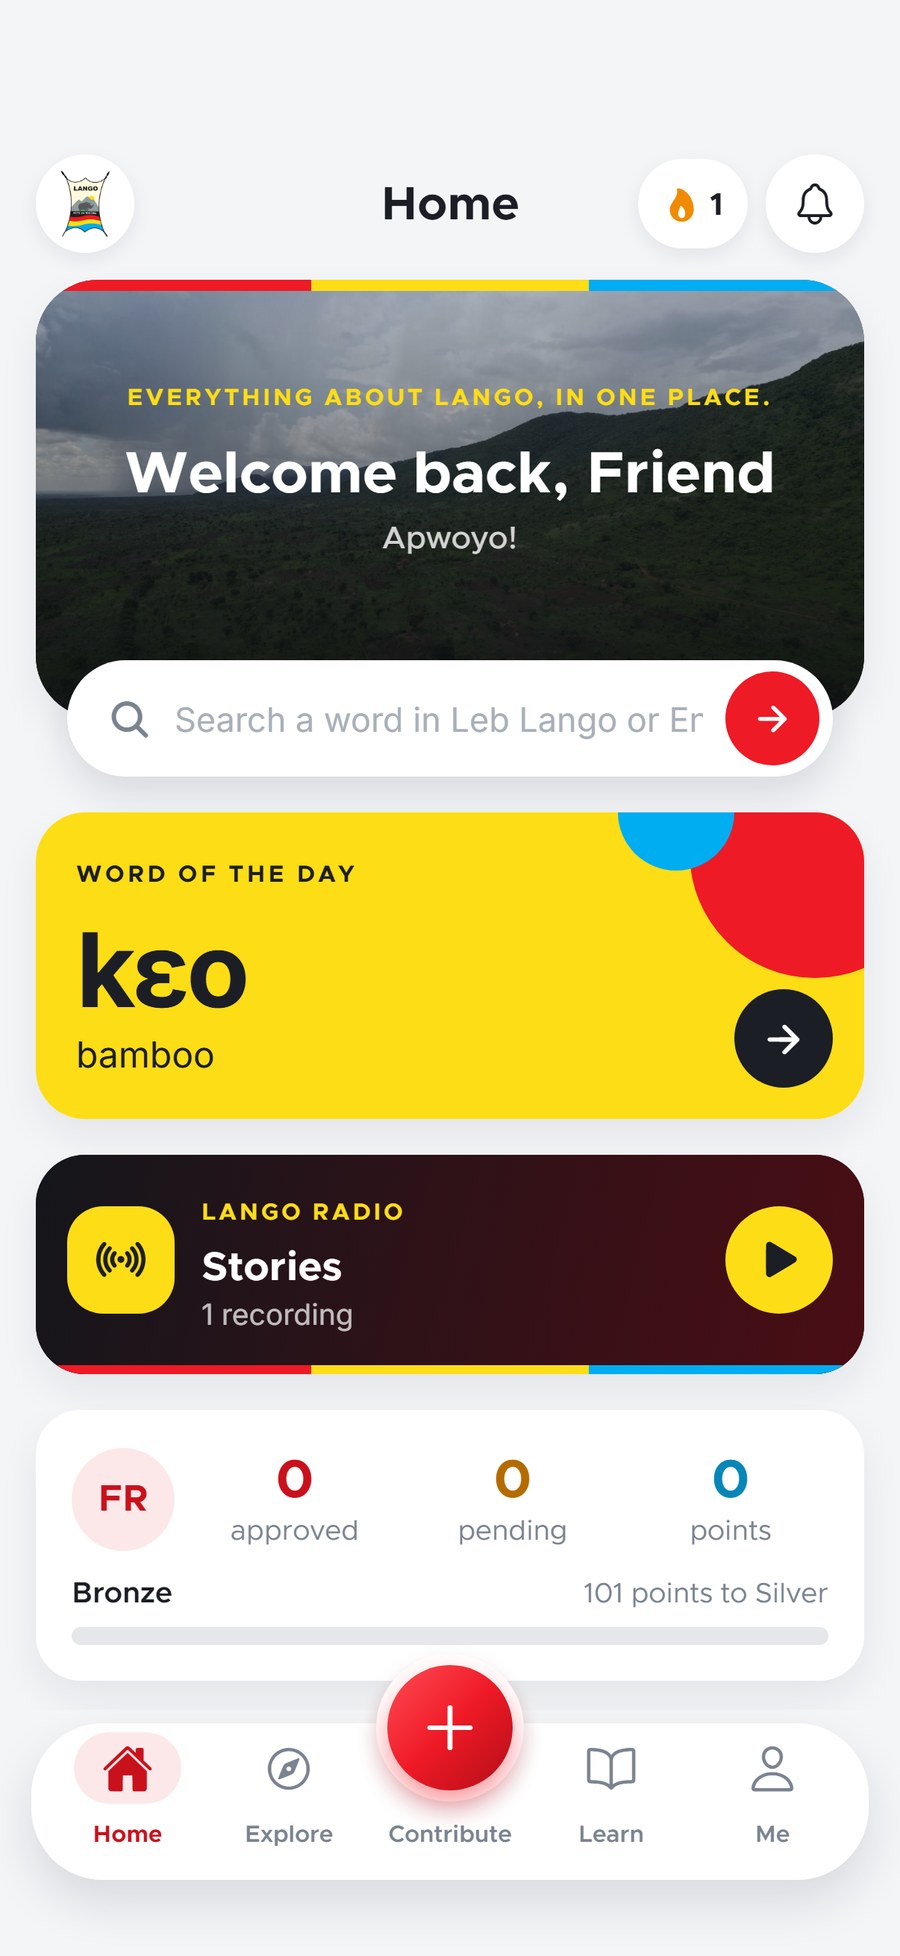 LANGO
Home
1
EVERYTHING ABOUT LANGO, IN ONE PLACE.
Welcome back, Friend
Apwoyo!
Search a word in Leb Lango or Er
WORD OF THE DAY
kɛo
bamboo
LANGO RADIO
Stories
1 recording
FR
0 0 0
approved pending points
Bronze 101 points to Silver
Home Explore Contribute Learn Me